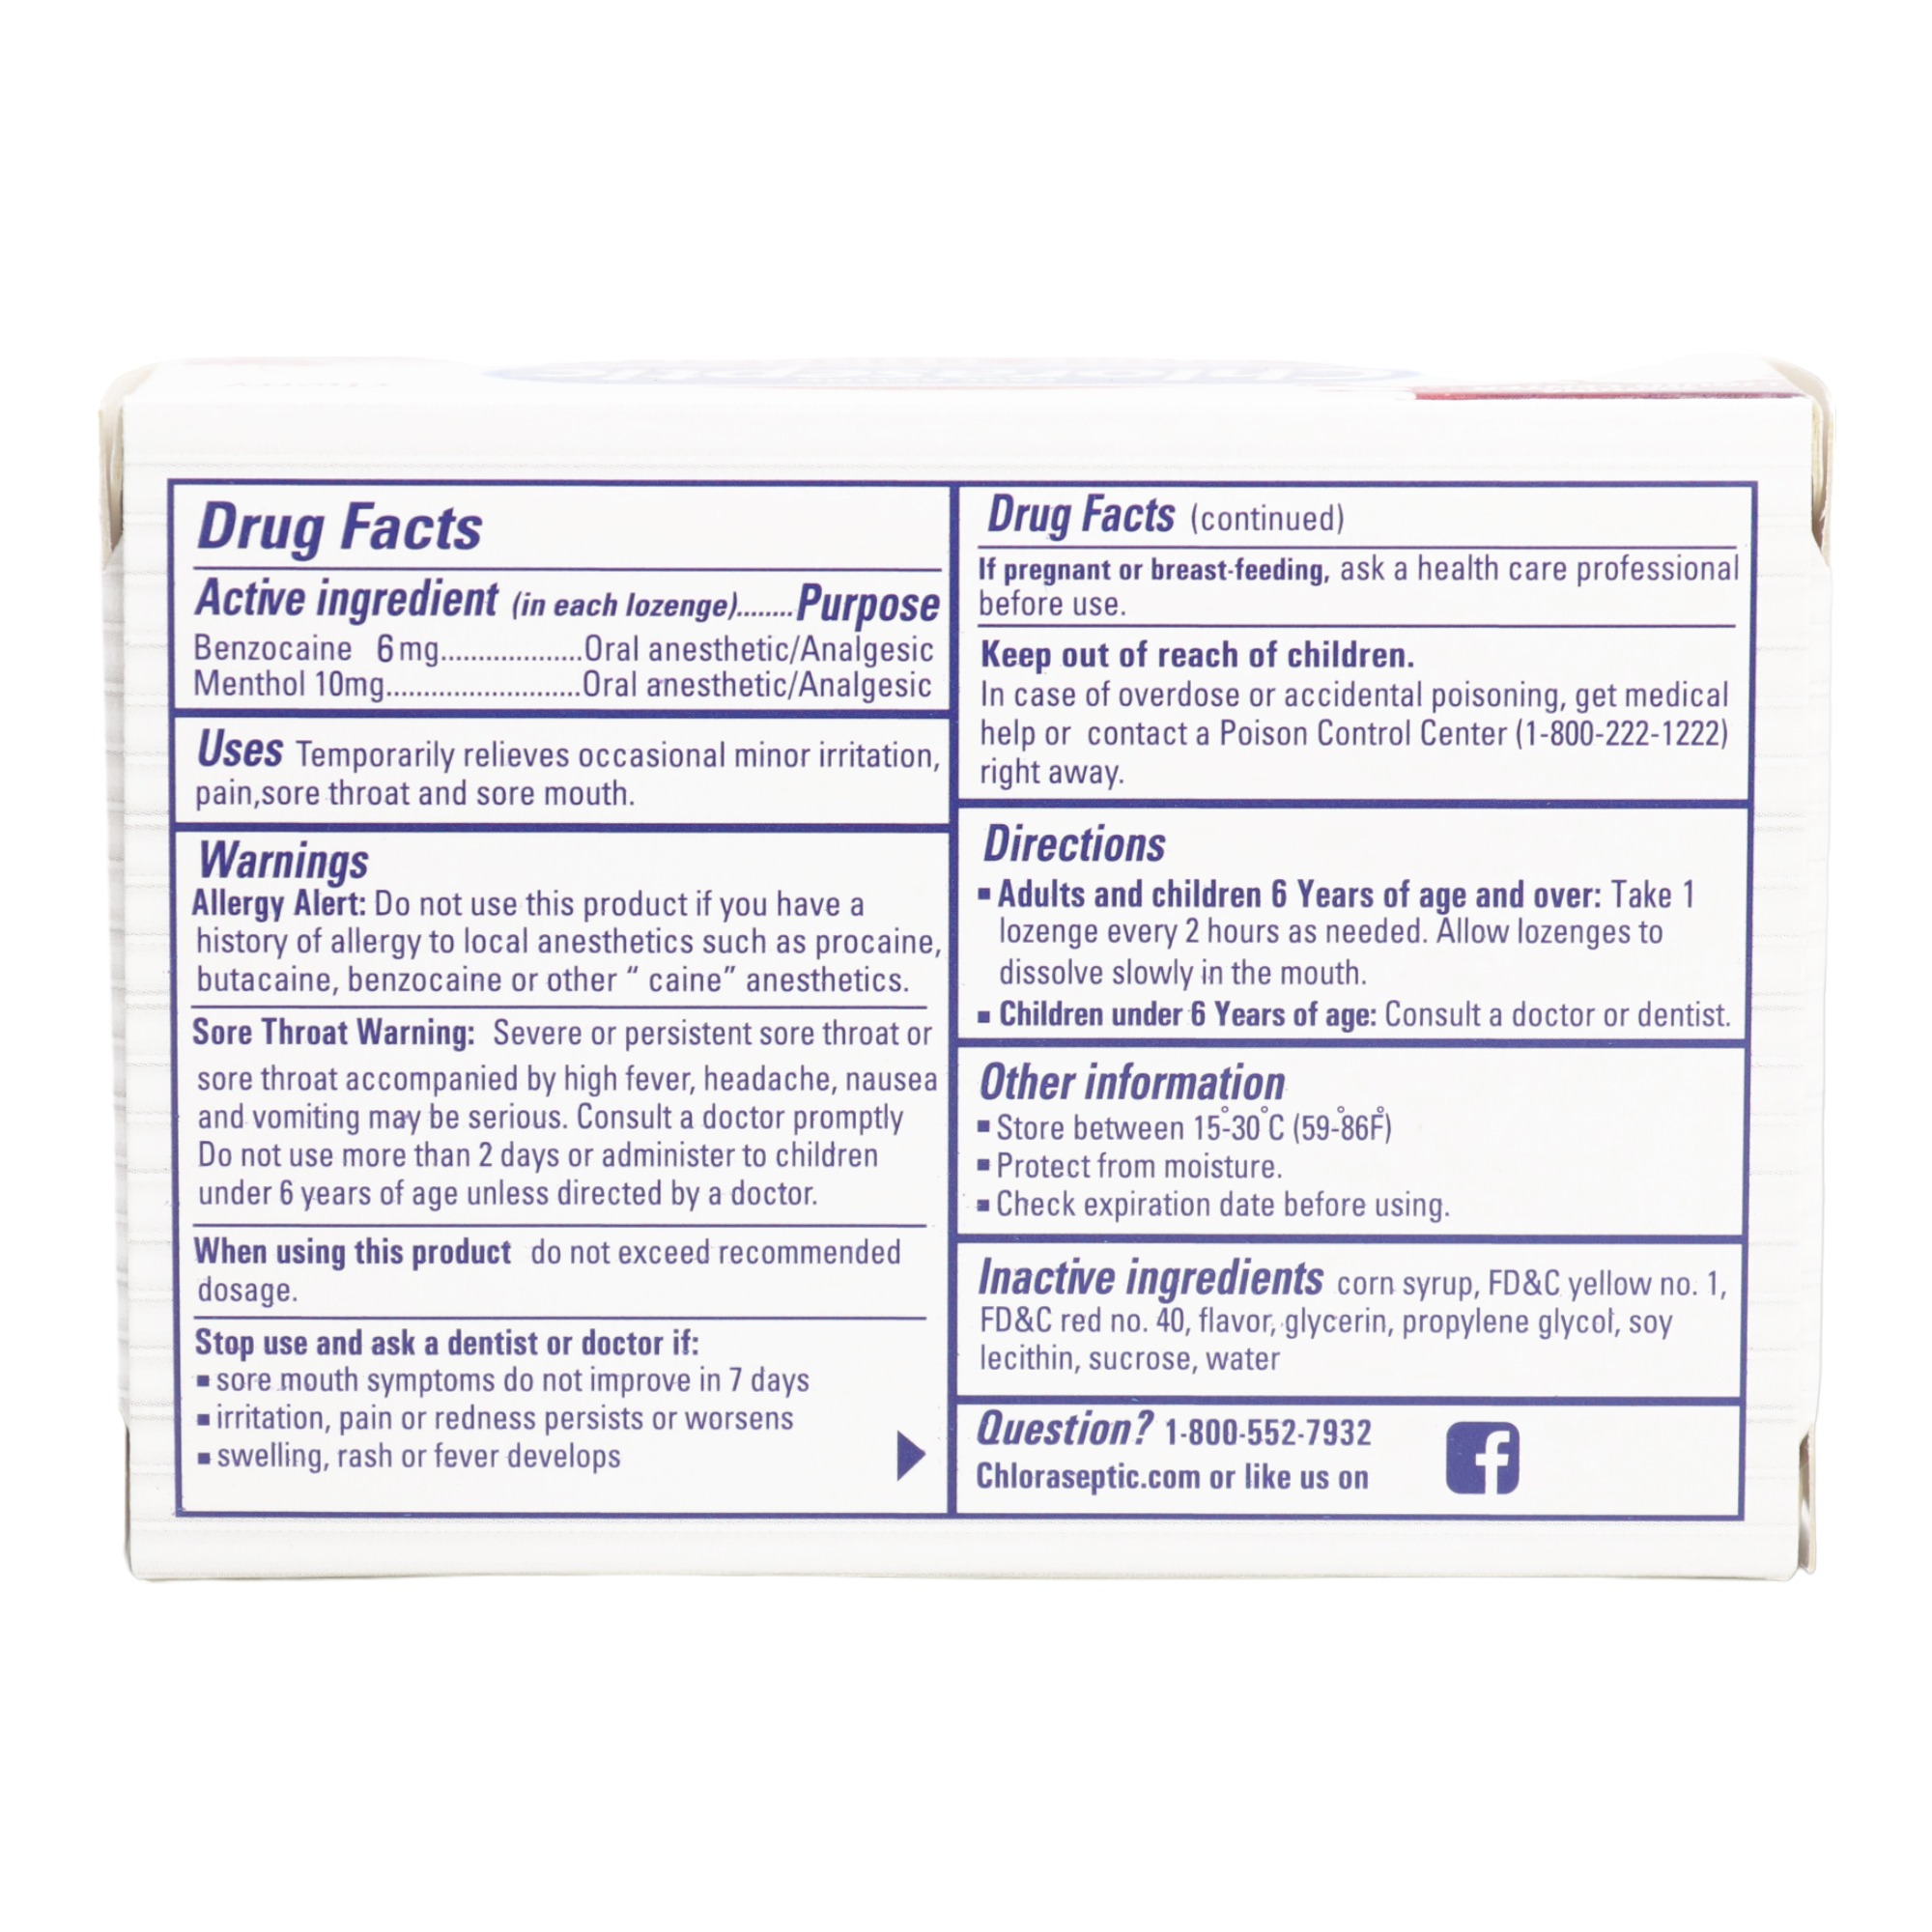 Chloraseptic
Drug Facts
Active ingredient (in each lozenge)........Purpose
Benzocaine 6mg...................Oral anesthetic/Analgesic
Menthol 10mg..........................Oral anesthetic/Analgesic
Uses Temporarily relieves occasional minor irritation,
pain,sore throat and sore mouth.
Warnings
Allergy Alert: Do not use this product if you have a
history of allergy to local anesthetics such as procaine,
butacaine, benzocaine or other “ caine” anesthetics.
Sore Throat Warning: Severe or persistent sore throat or
sore throat accompanied by high fever, headache, nausea
and vomiting may be serious. Consult a doctor promptly
Do not use more than 2 days or administer to children
under 6 years of age unless directed by a doctor.
When using this product do not exceed recommended
dosage.
Stop use and ask a dentist or doctor if:
▪ sore mouth symptoms do not improve in 7 days
▪ irritation, pain or redness persists or worsens
▪ swelling, rash or fever develops
Drug Facts (continued)
If pregnant or breast-feeding, ask a health care professional
before use.
Keep out of reach of children.
In case of overdose or accidental poisoning, get medical
help or contact a Poison Control Center (1-800-222-1222)
right away.
Directions
▪ Adults and children 6 Years of age and over: Take 1
lozenge every 2 hours as needed. Allow lozenges to
dissolve slowly in the mouth.
▪ Children under 6 Years of age: Consult a doctor or dentist.
Other information
▪ Store between 15°-30°C (59-°86F°)
▪ Protect from moisture.
▪ Check expiration date before using.
Inactive ingredients corn syrup, FD&C yellow no. 1,
FD&C red no. 40, flavor, glycerin, propylene glycol, soy
lecithin, sucrose, water
Question? 1-800-552-7932
Chloraseptic.com or like us on f